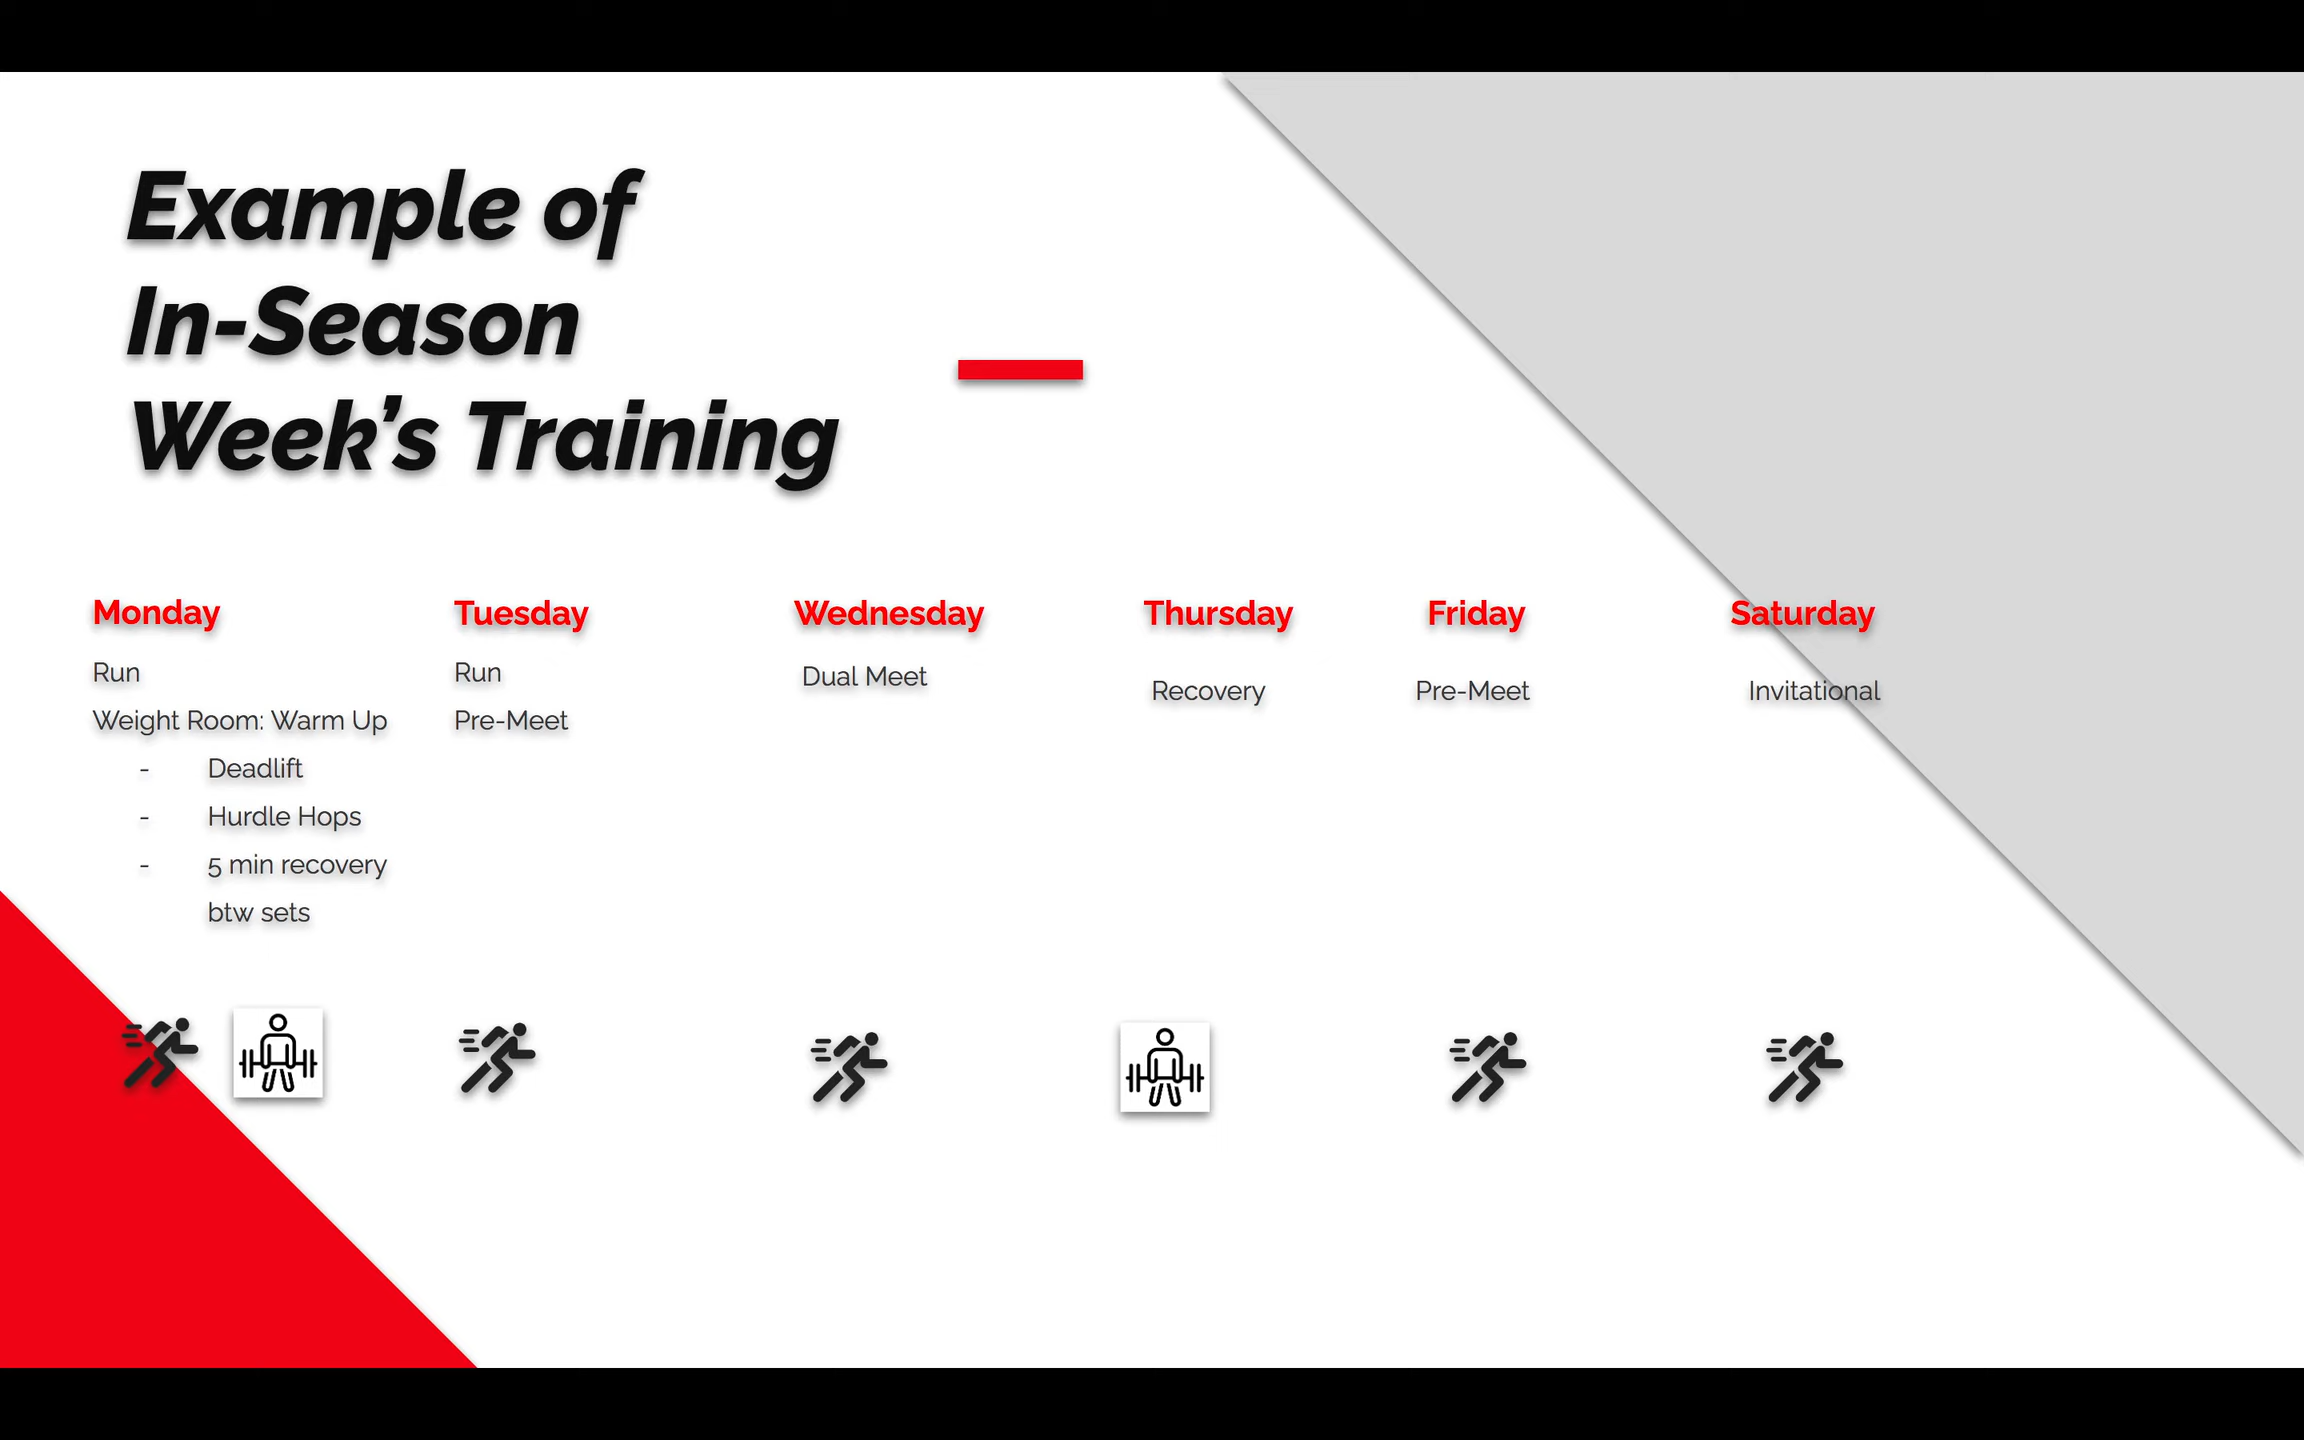 Example of
In-Season
Week's Training
Monday
Run
Weight Room: Warm Up
- Deadlift
- Hurdle Hops
- 5 min recovery
btw sets
Tuesday
Run
Pre-Meet
Wednesday
Dual Meet
Thursday
Recovery
Friday
Pre-Meet
Saturday
Invitational